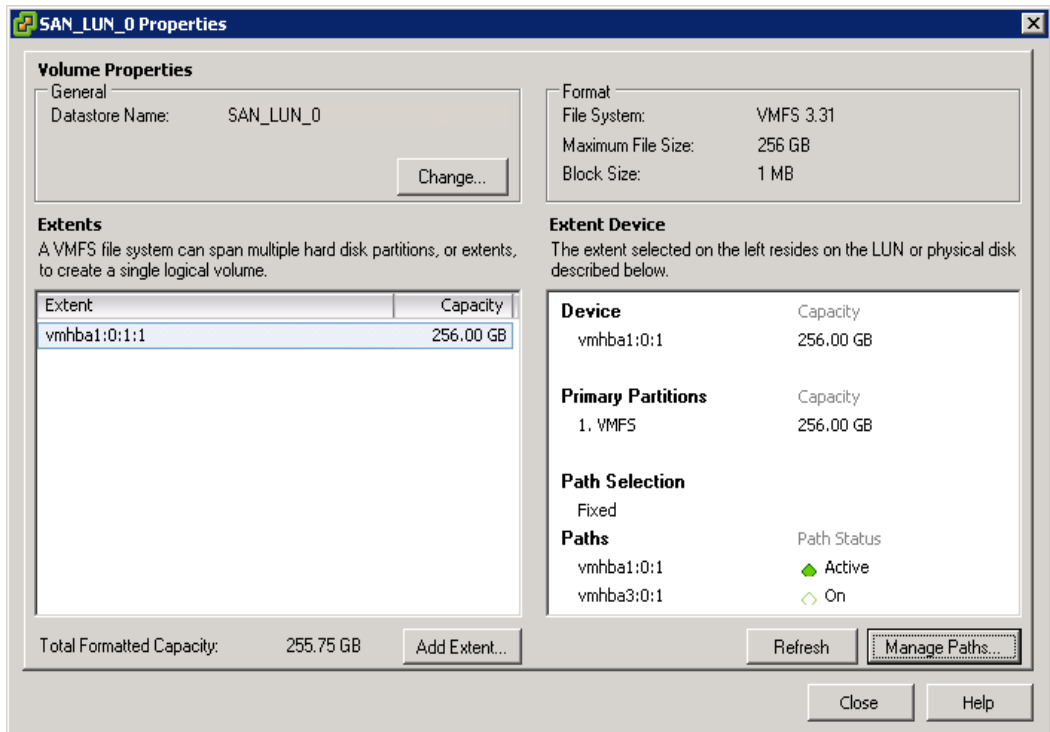 SAN_LUN_0 Properties
Volume Properties
General
Datastore Name: SAN_LUN_0
Change...
Format
File System: VMFS 3.31
Maximum File Size: 256 GB
Block Size: 1 MB
Extents
A VMFS file system can span multiple hard disk partitions, or extents,
to create a single logical volume.
Extent Capacity
vmhba1:0:1:1 256.00 GB
Total Formatted Capacity: 255.75 GB
Add Extent...
Extent Device
The extent selected on the left resides on the LUN or physical disk
described below.
Device Capacity
vmhba1:0:1 256.00 GB
Primary Partitions Capacity
1. VMFS 256.00 GB
Path Selection
Fixed
Paths Path Status
vmhba1:0:1 Active
vmhba3:0:1 On
Refresh Manage Paths...
Close Help